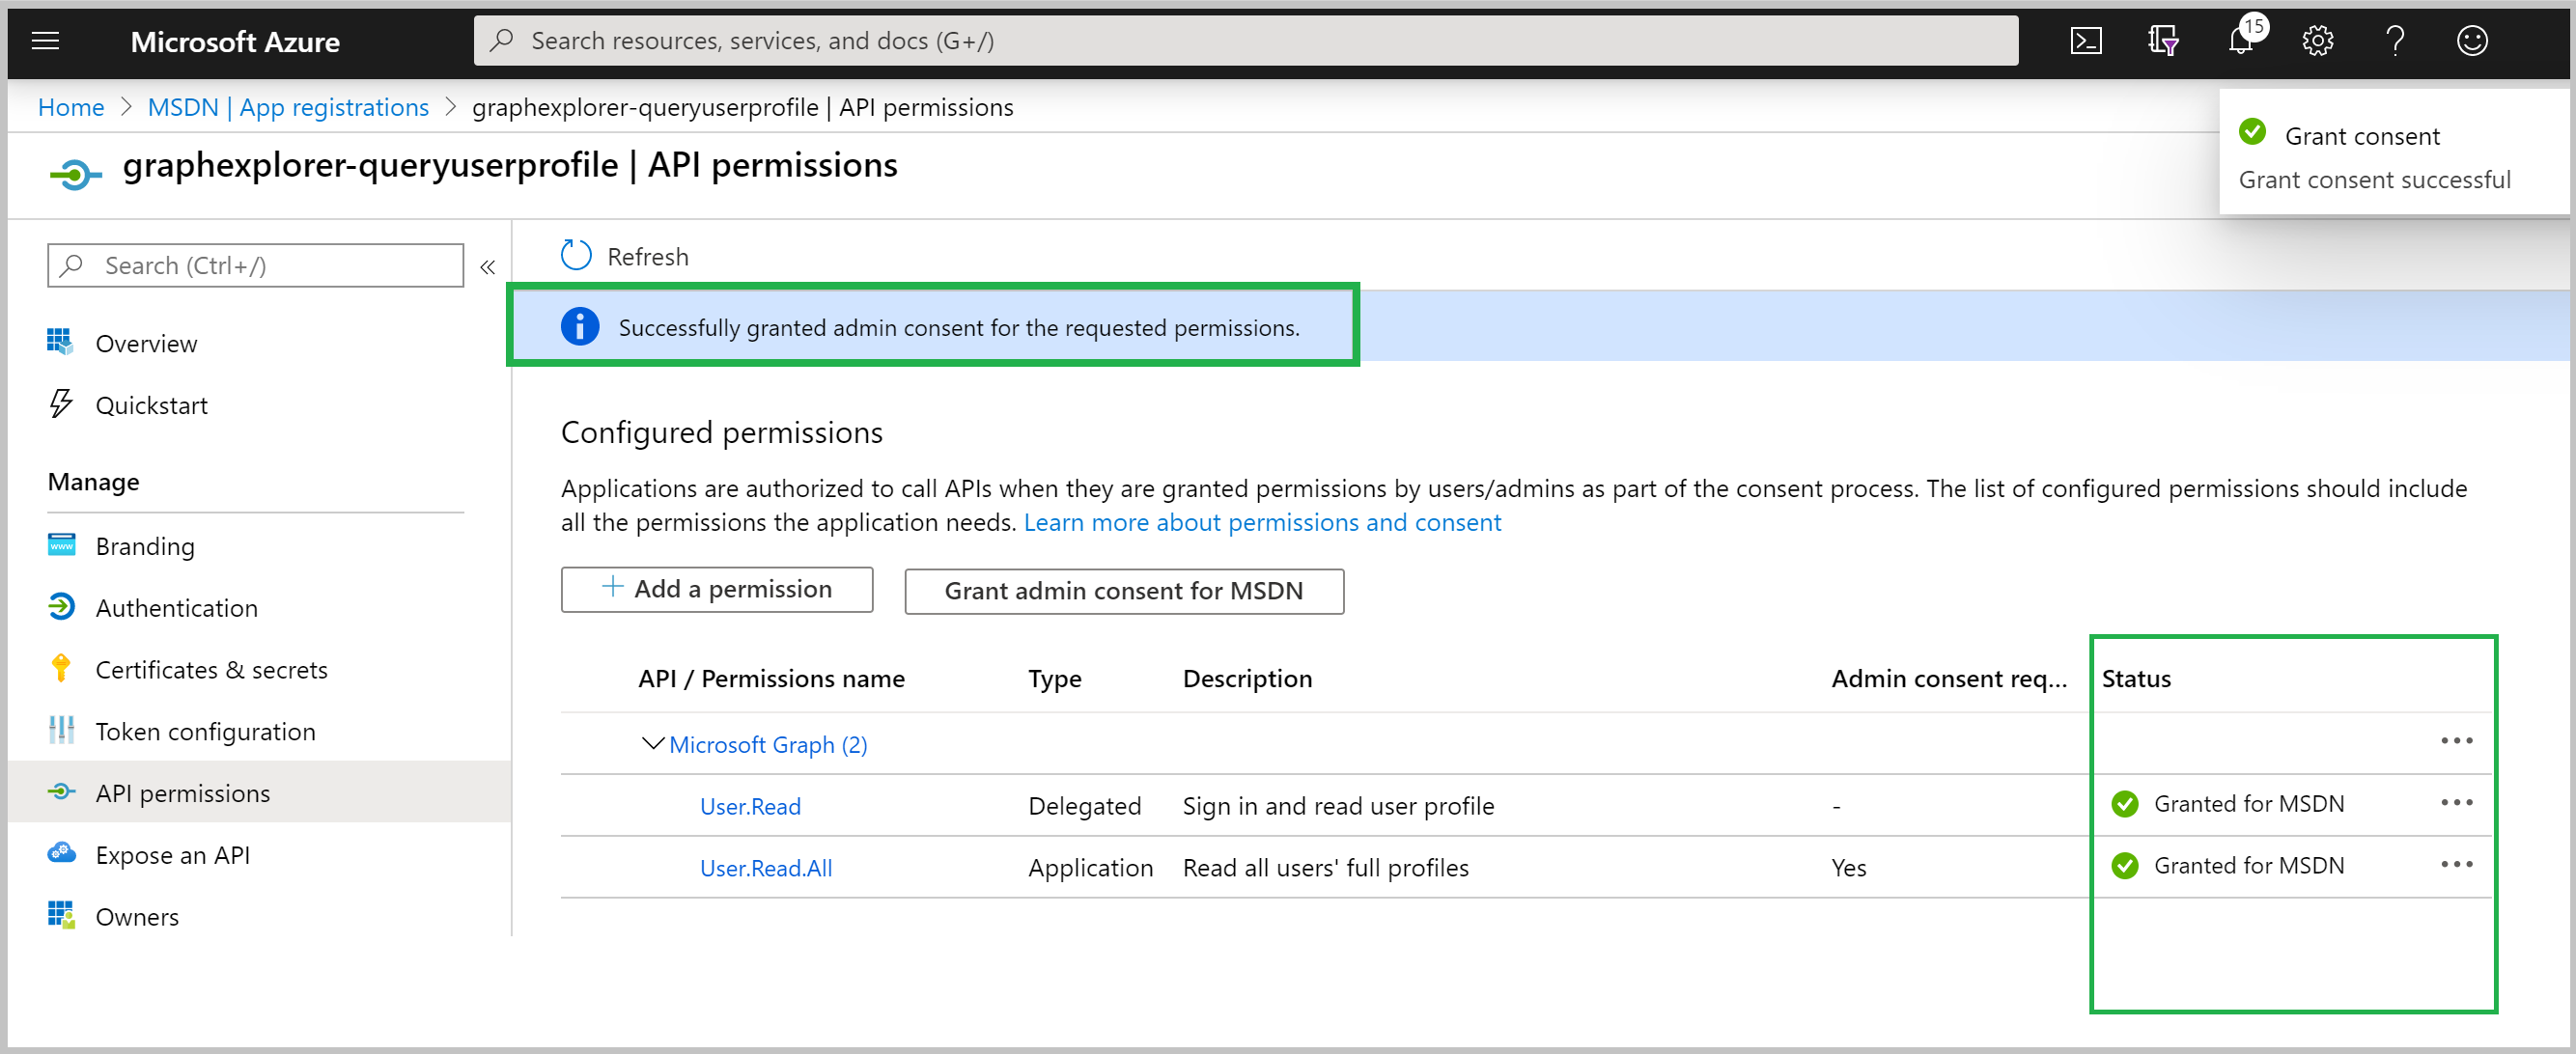 Microsoft Azure
Search resources, services, and docs (G+/)
15
Home > MSDN | App registrations > graphexplorer-queryuserprofile | API permissions
graphexplorer-queryuserprofile | API permissions
Grant consent
Grant consent successful
Search (Ctrl+/)
«
Refresh
Successfully granted admin consent for the requested permissions.
Overview
Quickstart
Manage
Branding
www
Authentication
Certificates & secrets
Token configuration
API permissions
Expose an API
Owners
Configured permissions
Applications are authorized to call APIs when they are granted permissions by users/admins as part of the consent process. The list of configured permissions should include
all the permissions the application needs. Learn more about permissions and consent
+ Add a permission
Grant admin consent for MSDN
API / Permissions name Type Description Admin consent req... Status
Microsoft Graph (2) •••
User.Read Delegated Sign in and read user profile - Granted for MSDN •••
User.Read.All Application Read all users' full profiles Yes Granted for MSDN •••